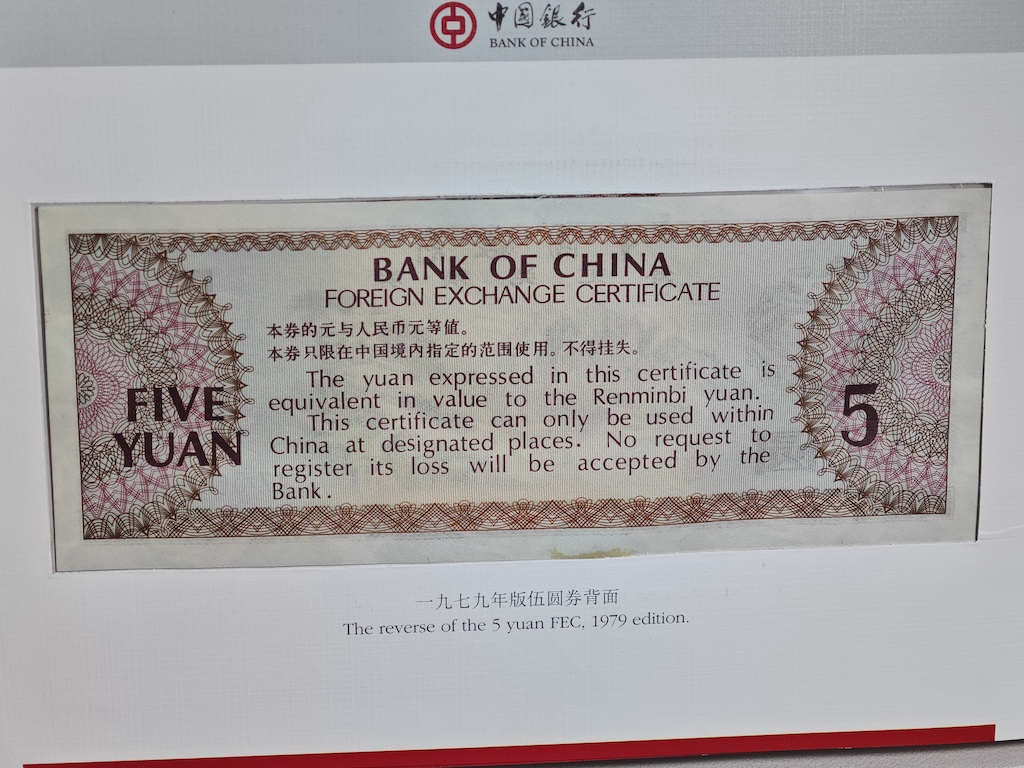 中國銀行
BANK OF CHINA
BANK OF CHINA
FOREIGN EXCHANGE CERTIFICATE
本券的元与人民币元等值。
本券只限在中国境内指定的范围使用。不得挂失。
The yuan expressed in this certificate is
equivalent in value to the Renminbi yuan.
This certificate can only be used within
China at designated places. No request to
register its loss will be accepted by the
Bank.
FIVE
YUAN
5
一九七九年版伍圆券背面
The reverse of the 5 yuan FEC, 1979 edition.